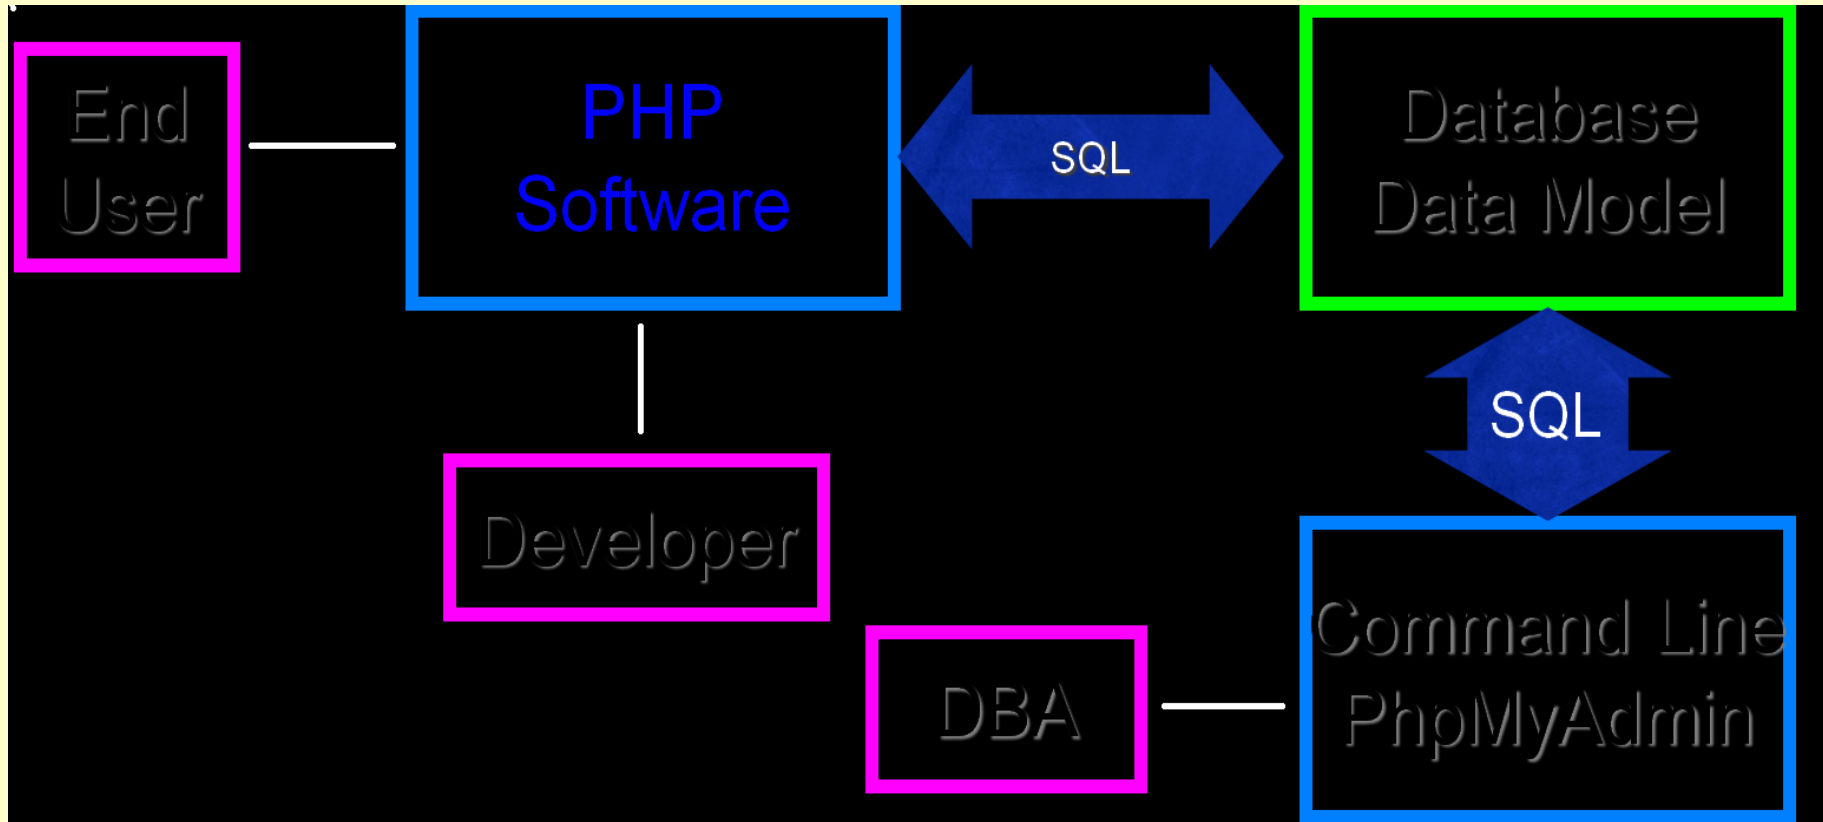 End
User
PHP
Software
SQL
Database
Data Model
SQL
Developer
DBA
Command Line
PhpMyAdmin